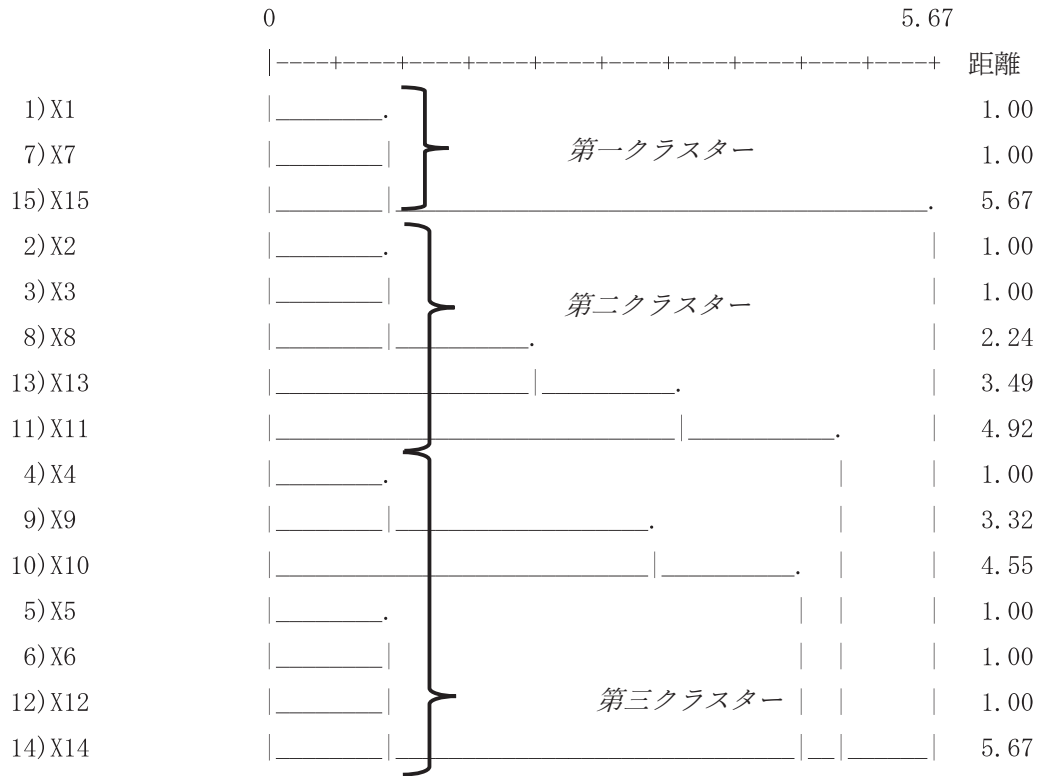 0 5.67
距離
1)X1 1.00
7)X7 第一クラスター 1.00
15)X15 5.67
2)X2 1.00
3)X3 第二クラスター 1.00
8)X8 2.24
13)X13 3.49
11)X11 4.92
4)X4 1.00
9)X9 3.32
10)X10 4.55
5)X5 1.00
6)X6 1.00
12)X12 第三クラスター 1.00
14)X14 5.67